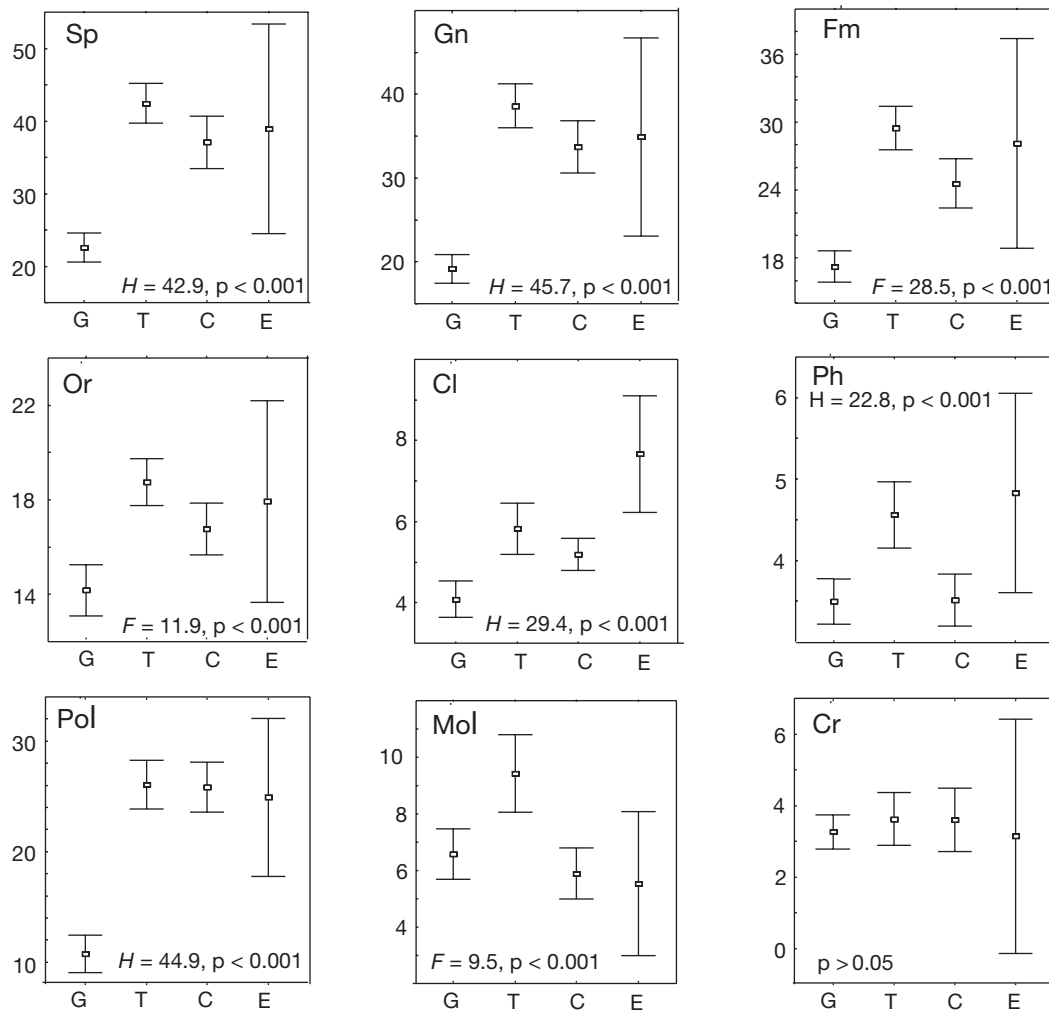 Sp
50
40
30
20
H = 42.9, p < 0.001
G T C E
Gn
40
30
20
H = 45.7, p < 0.001
G T C E
Fm
36
30
24
18
F = 28.5, p < 0.001
G T C E
Or
22
18
14
F = 11.9, p < 0.001
G T C E
Cl
8
6
4
H = 29.4, p < 0.001
G T C E
Ph
H = 22.8, p < 0.001
6
5
4
G T C E
Pol
30
20
10
H = 44.9, p < 0.001
G T C E
Mol
10
8
6
4
F = 9.5, p < 0.001
G T C E
Cr
6
4
2
0
p > 0.05
G T C E